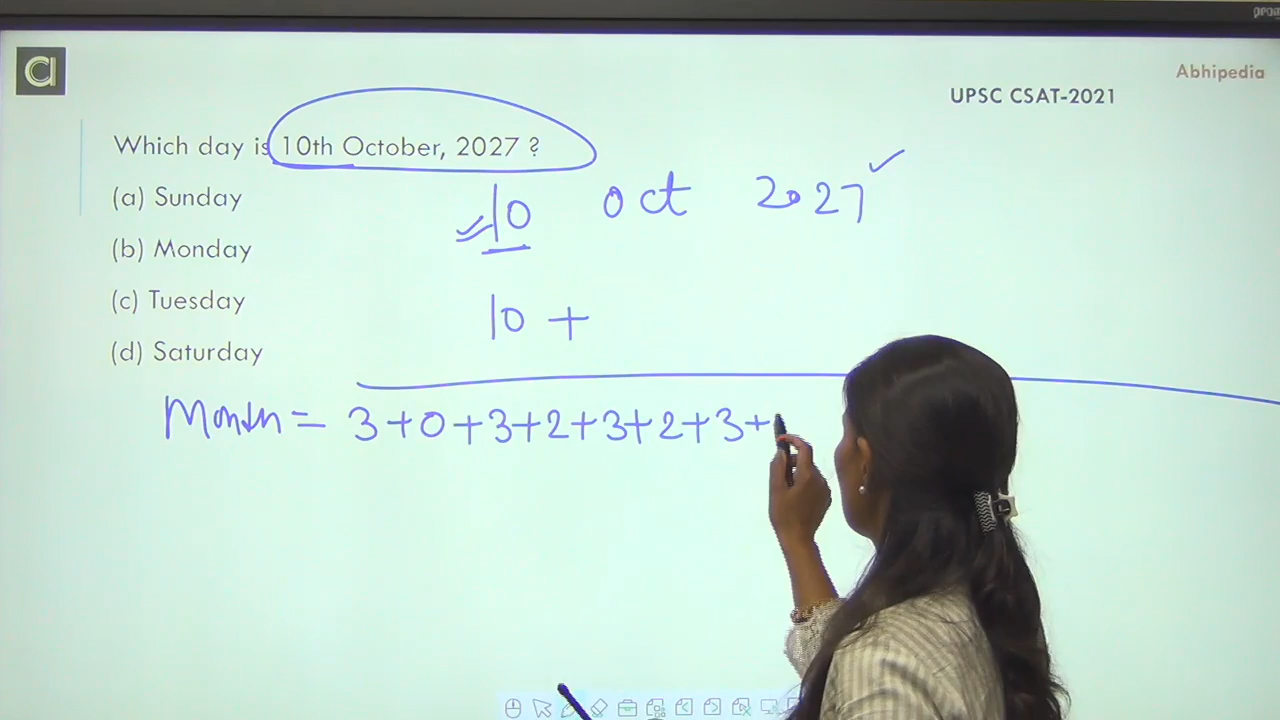 Abhipedia
UPSC CSAT-2021
Which day is 10th October, 2027 ?
(a) Sunday
(b) Monday
(c) Tuesday
(d) Saturday
10 Oct 2027
10 +
Month = 3+0+3+2+3+2+3+